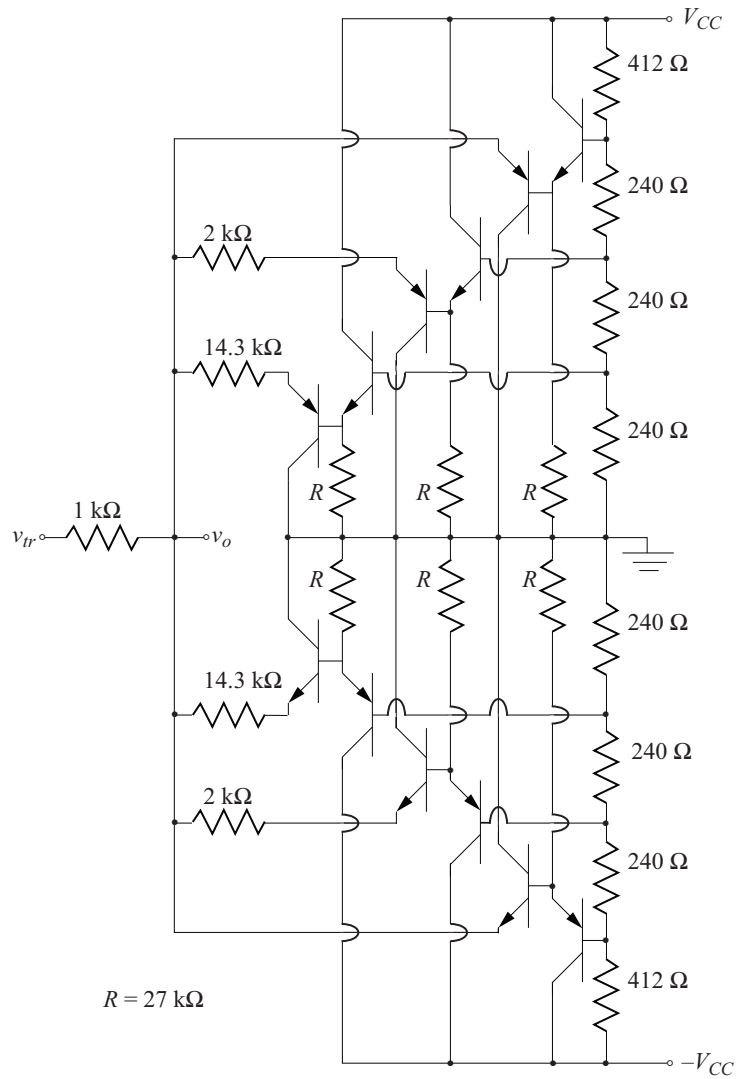 V_CC
412 Ω
240 Ω
2 kΩ
240 Ω
14.3 kΩ
240 Ω
R
R
R
1 kΩ
v_tr
v_o
R
R
R
240 Ω
14.3 kΩ
240 Ω
2 kΩ
240 Ω
412 Ω
R = 27 kΩ
–V_CC